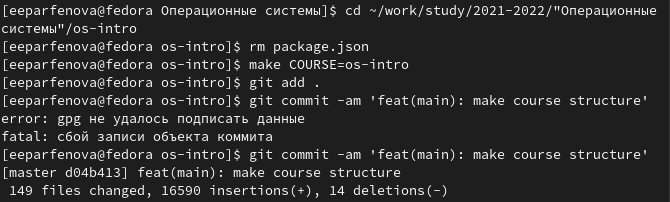 [eeparfenova@fedora Операционные системы]$ cd ~/work/study/2021-2022/"Операционные
системы"/os-intro
[eeparfenova@fedora os-intro]$ rm package.json
[eeparfenova@fedora os-intro]$ make COURSE=os-intro
[eeparfenova@fedora os-intro]$ git add .
[eeparfenova@fedora os-intro]$ git commit -am 'feat(main): make course structure'
error: gpg не удалось подписать данные
fatal: сбой записи объекта коммита
[eeparfenova@fedora os-intro]$ git commit -am 'feat(main): make course structure'
[master d04b413] feat(main): make course structure
 149 files changed, 16590 insertions(+), 14 deletions(-)